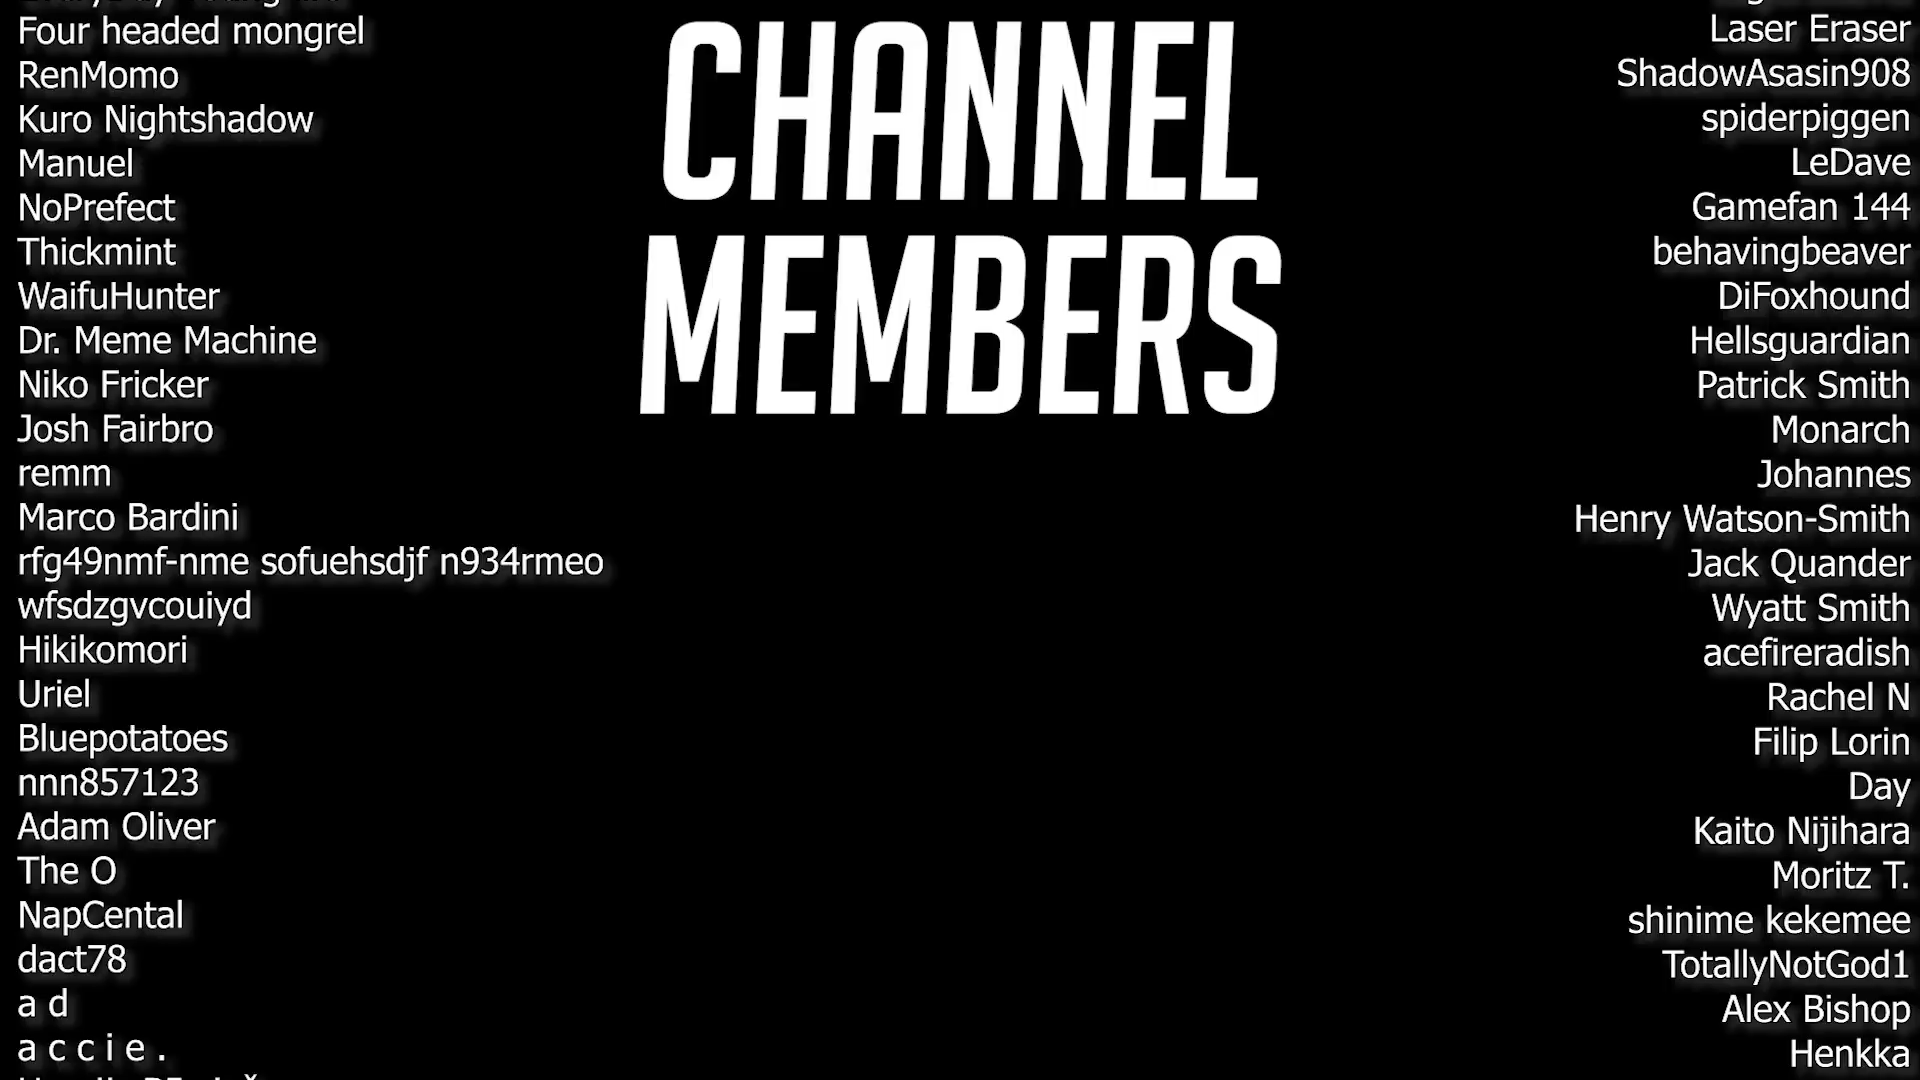 Four headed mongrel
RenMomo
Kuro Nightshadow
Manuel
NoPrefect
Thickmint
WaifuHunter
Dr. Meme Machine
Niko Fricker
Josh Fairbro
remm
Marco Bardini
rfg49nmf-nme sofuehsdjf n934rmeo
wfsdzgvcouiyd
Hikikomori
Uriel
Bluepotatoes
nnn857123
Adam Oliver
The O
NapCental
dact78
a d
a c c i e .
CHANNEL
MEMBERS
Laser Eraser
ShadowAsasin908
spiderpiggen
LeDave
Gamefan 144
behavingbeaver
DiFoxhound
Hellsguardian
Patrick Smith
Monarch
Johannes
Henry Watson-Smith
Jack Quander
Wyatt Smith
acefireradish
Rachel N
Filip Lorin
Day
Kaito Nijihara
Moritz T.
shinime kekemee
TotallyNotGod1
Alex Bishop
Henkka